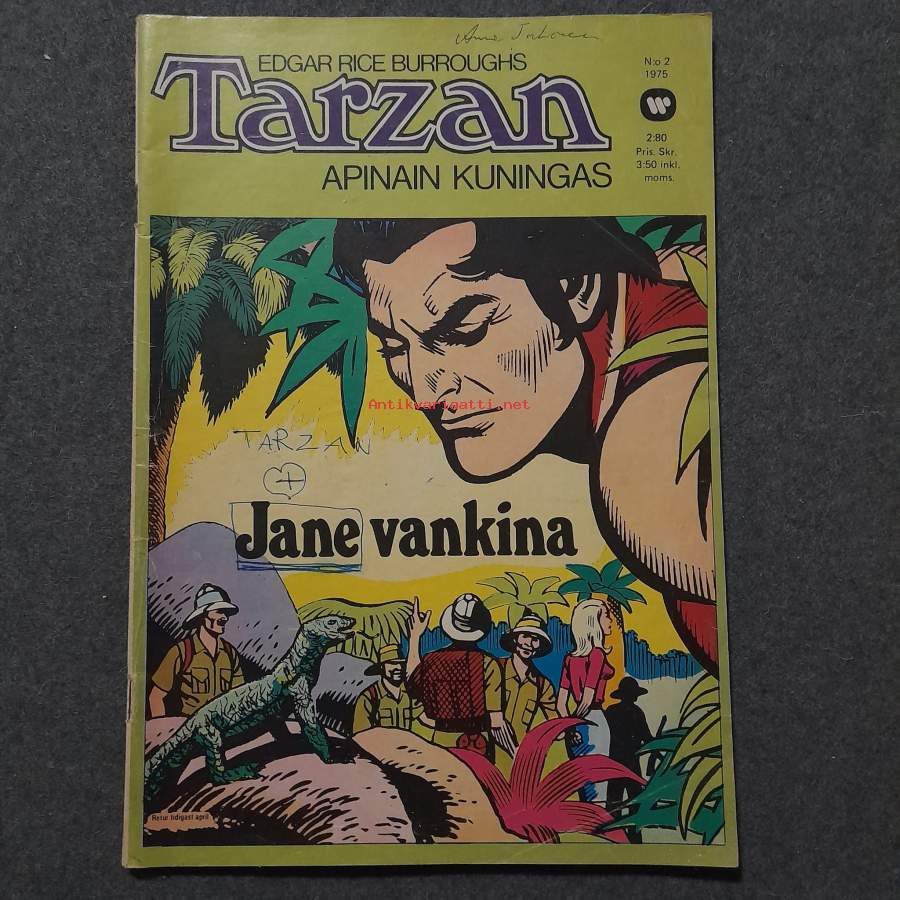 EDGAR RICE BURROUGHS
Tarzan
APINAIN KUNINGAS
N:o 2
1975
2:80
Pris. Skr.
3:50 inkl.
moms.
Antikvariaatti.net
TARZAN
+
Jane vankina
Retur tidigast april